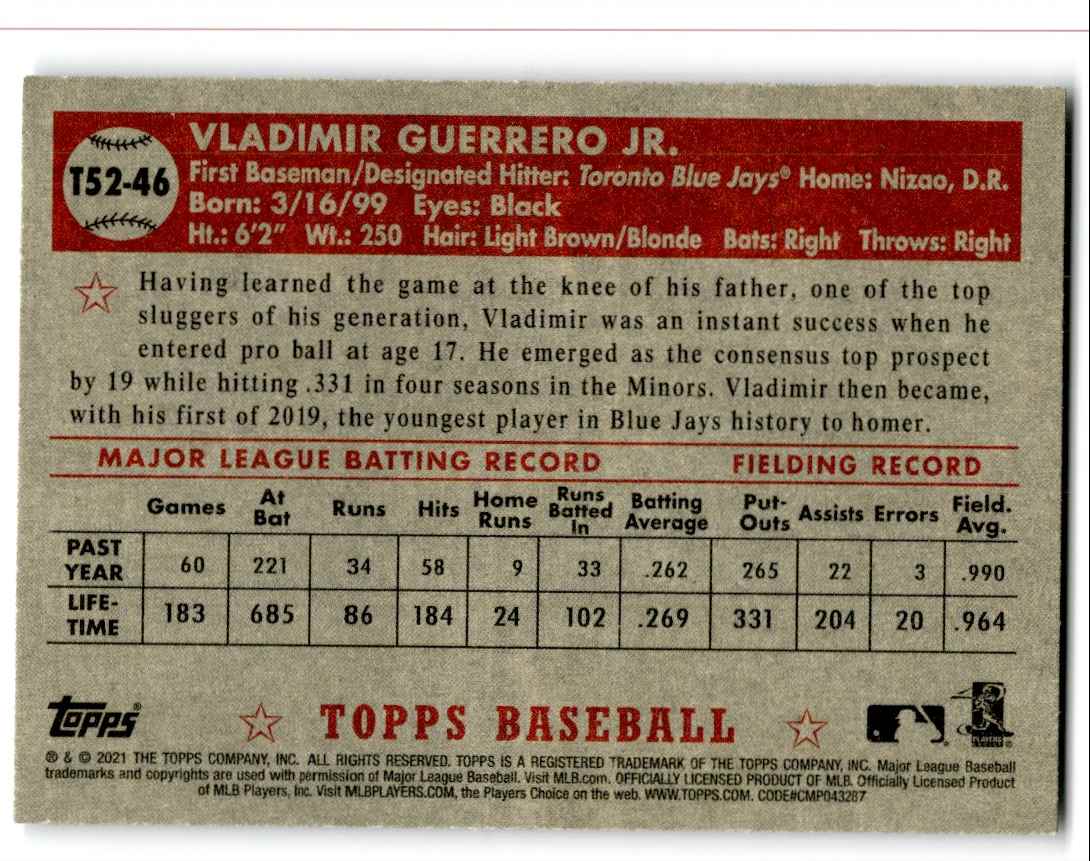 VLADIMIR GUERRERO JR.
T52-46
First Baseman/Designated Hitter: Toronto Blue Jays® Home: Nizao, D.R.
Born: 3/16/99 Eyes: Black
Ht.: 6'2" Wt.: 250 Hair: Light Brown/Blonde Bats: Right Throws: Right
Having learned the game at the knee of his father, one of the top
sluggers of his generation, Vladimir was an instant success when he
entered pro ball at age 17. He emerged as the consensus top prospect
by 19 while hitting .331 in four seasons in the Minors. Vladimir then became,
with his first of 2019, the youngest player in Blue Jays history to homer.
MAJOR LEAGUE BATTING RECORD FIELDING RECORD
Games At Bat Runs Hits Home Runs Runs Batted In Batting Average Put-Outs Assists Errors Field. Avg.
PAST YEAR 60 221 34 58 9 33 .262 265 22 3 .990
LIFE-TIME 183 685 86 184 24 102 .269 331 204 20 .964
Topps® TOPPS BASEBALL
PLAYERS
® & © 2021 THE TOPPS COMPANY, INC. ALL RIGHTS RESERVED. TOPPS IS A REGISTERED TRADEMARK OF THE TOPPS COMPANY, INC. Major League Baseball
trademarks and copyrights are used with permission of Major League Baseball. Visit MLB.com. OFFICIALLY LICENSED PRODUCT OF MLB. Officially Licensed Product
of MLB Players, Inc. Visit MLBPLAYERS.COM, the Players Choice on the web. WWW.TOPPS.COM. CODE#CMP043287